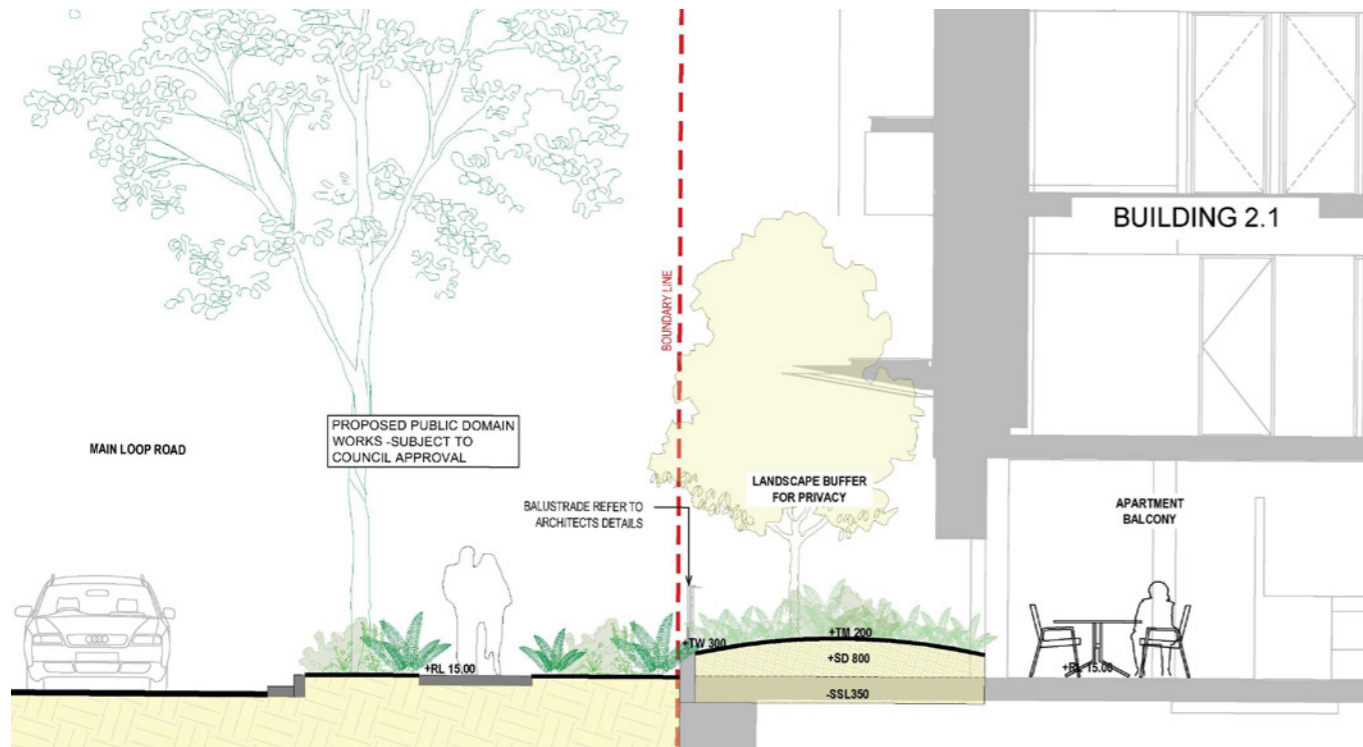 BUILDING 2.1
BOUNDARY LINE
PROPOSED PUBLIC DOMAIN
WORKS -SUBJECT TO
COUNCIL APPROVAL
MAIN LOOP ROAD
LANDSCAPE BUFFER
FOR PRIVACY
BALUSTRADE REFER TO
ARCHITECTS DETAILS
APARTMENT
BALCONY
+TW 300
+TM 200
+SD 800
+RL 15.00
+RL 15.00
-SSL350